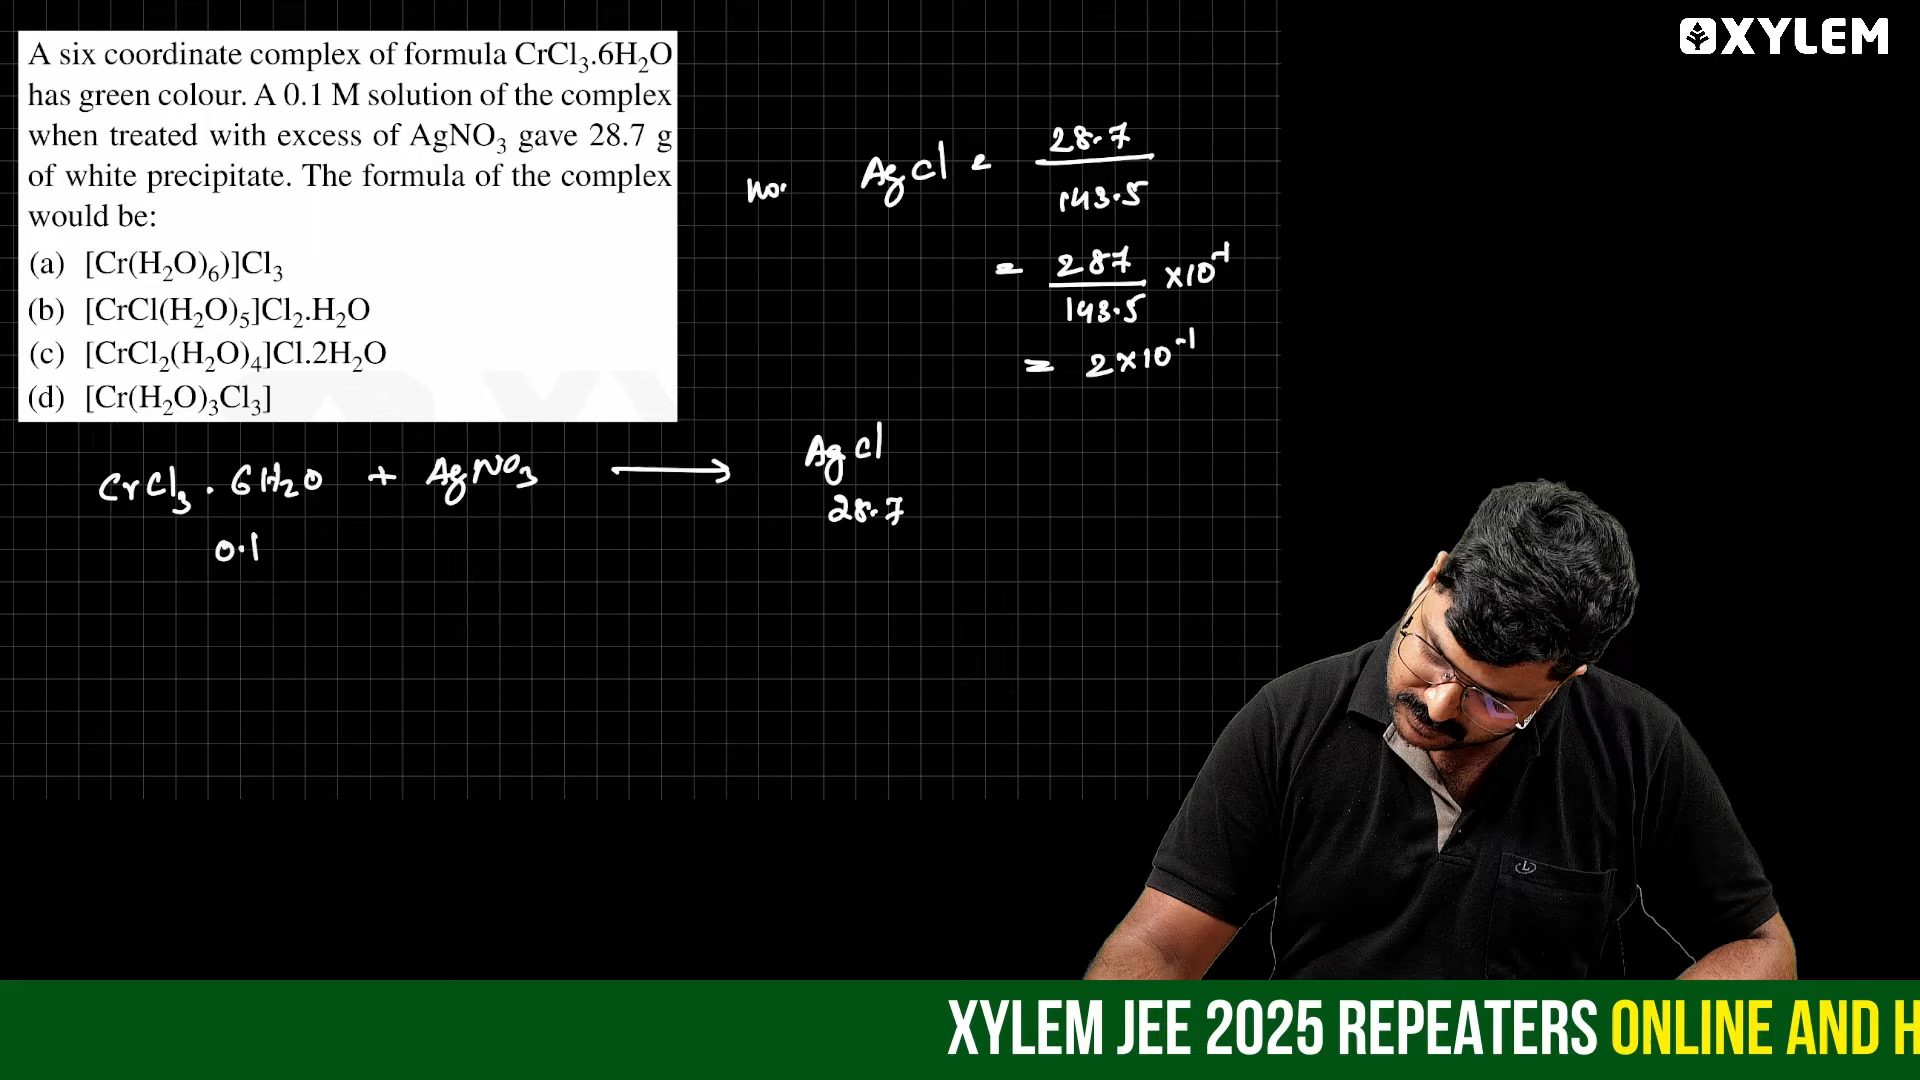 XYLEM
A six coordinate complex of formula CrCl₃.6H₂O
has green colour. A 0.1 M solution of the complex
when treated with excess of AgNO₃ gave 28.7 g
of white precipitate. The formula of the complex
would be:
(a) [Cr(H₂O)₆)]Cl₃
(b) [CrCl(H₂O)₅]Cl₂.H₂O
(c) [CrCl₂(H₂O)₄]Cl.2H₂O
(d) [Cr(H₂O)₃Cl₃]
no. AgCl = 28.7 / 143.5
= 287 / 143.5 ×10⁻¹
= 2×10⁻¹
CrCl₃ . 6H₂O + AgNO₃ ⟶ AgCl
0.1 28.7
XYLEM JEE 2025 REPEATERS ONLINE AND H